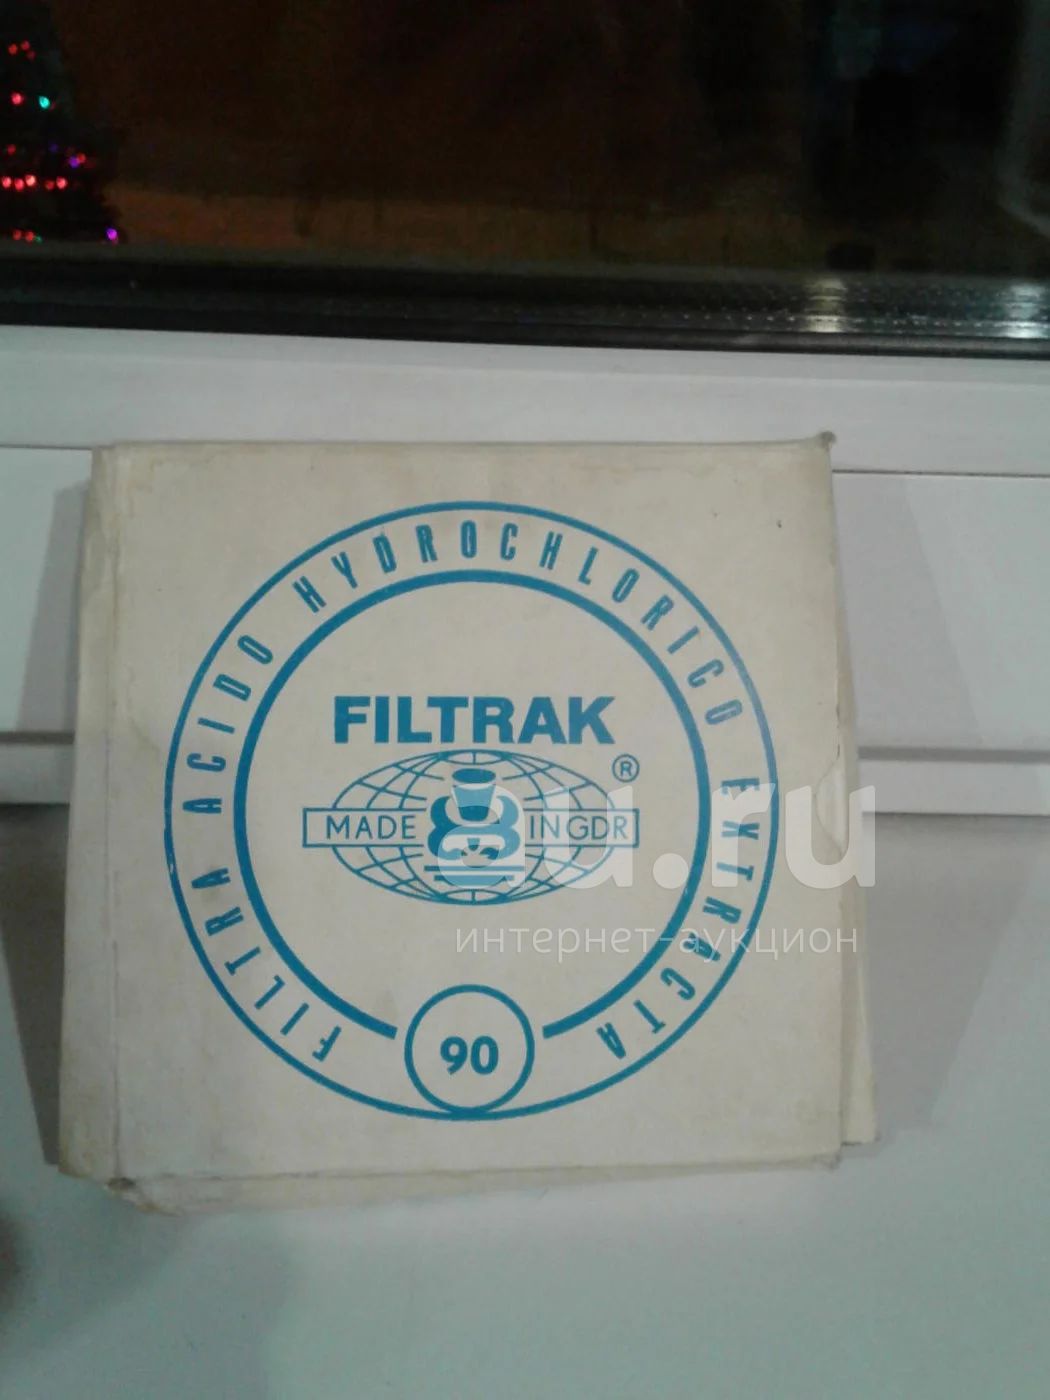 FILTRA ACIDO HYDROCHLORICO EXTRACTA
FILTRAK
®
MADE IN GDR
90
au.ru
интернет-аукцион